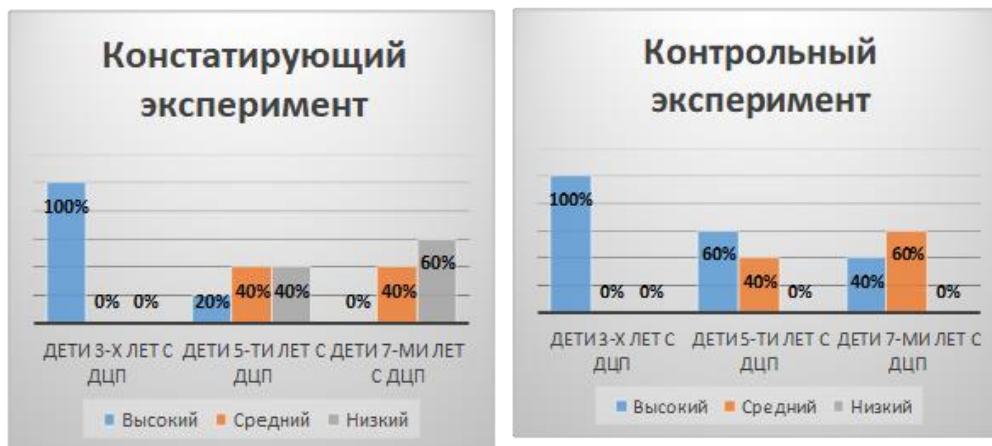 Констатирующий
эксперимент
100%
0%
0%
20%
40%
40%
0%
40%
60%
ДЕТИ 3-Х ЛЕТ С
ДЦП
ДЕТИ 5-ТИ ЛЕТ С
ДЦП
ДЕТИ 7-МИ ЛЕТ
С ДЦП
Высокий Средний Низкий
Контрольный
эксперимент
100%
0%
0%
60%
40%
0%
40%
60%
0%
ДЕТИ 3-Х ЛЕТ С
ДЦП
ДЕТИ 5-ТИ ЛЕТ С
ДЦП
ДЕТИ 7-МИ ЛЕТ С
ДЦП
Высокий Средний Низкий